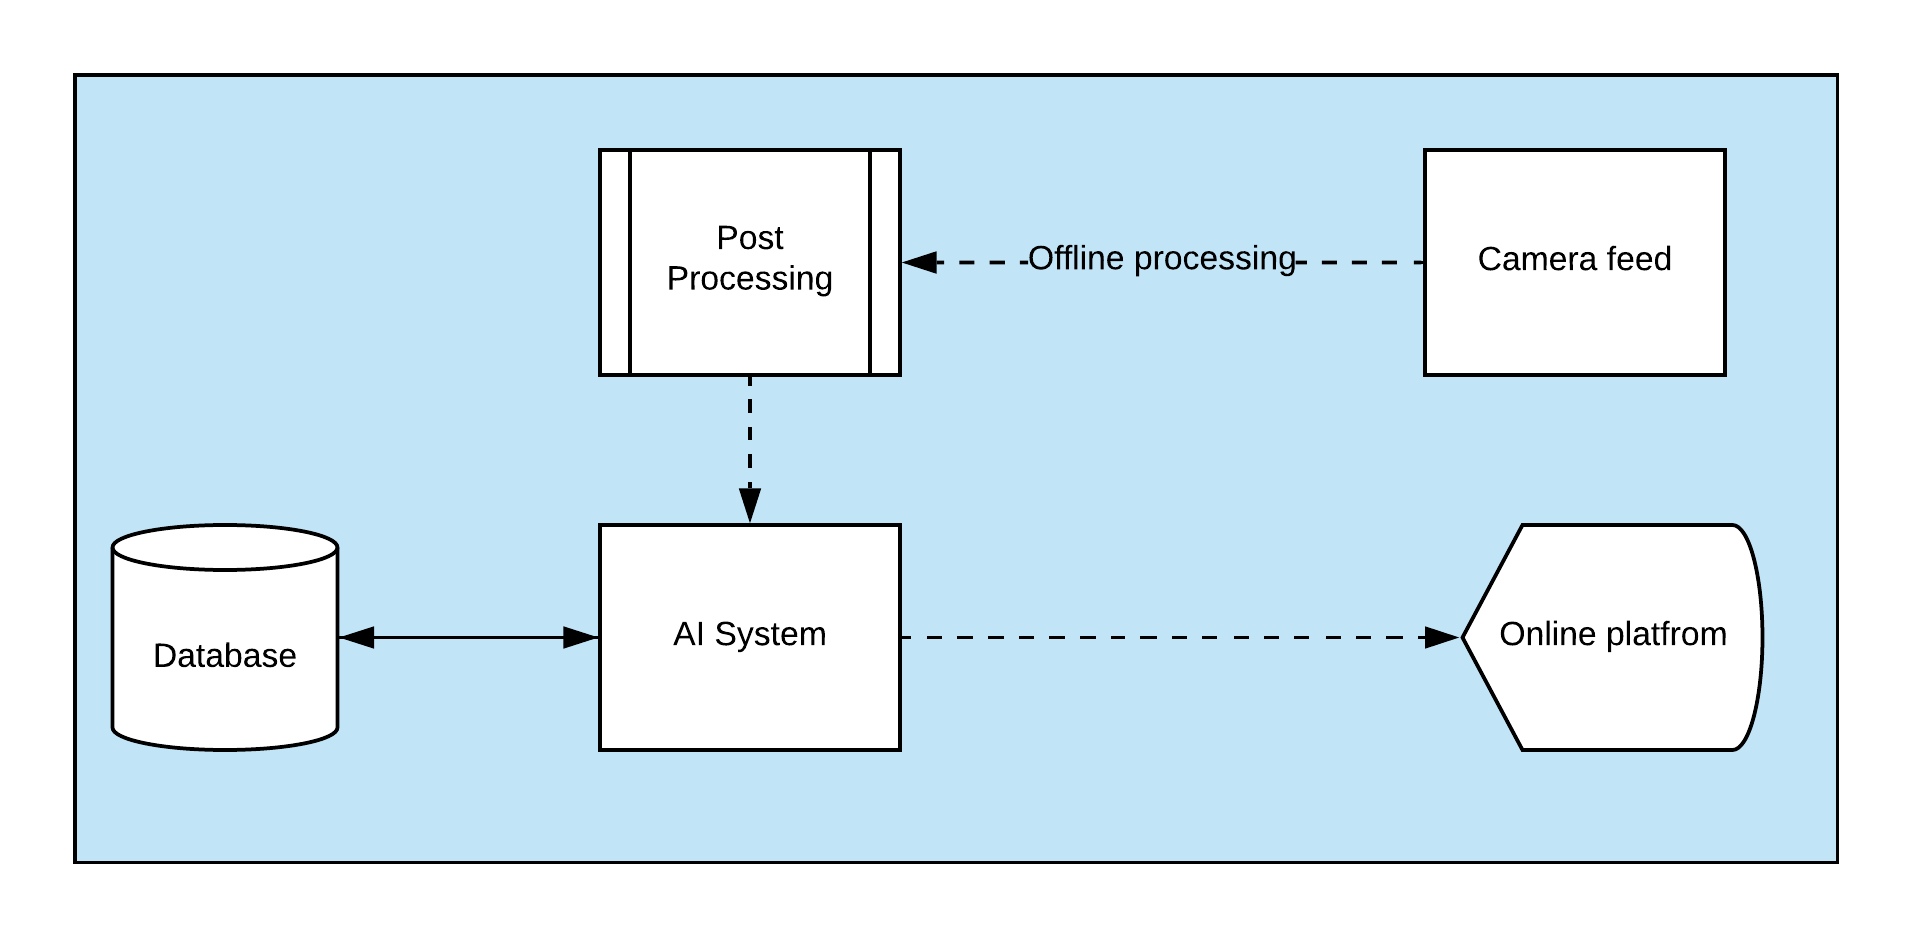 Post
Processing
Offline processing
Camera feed
Database
AI System
Online platfrom